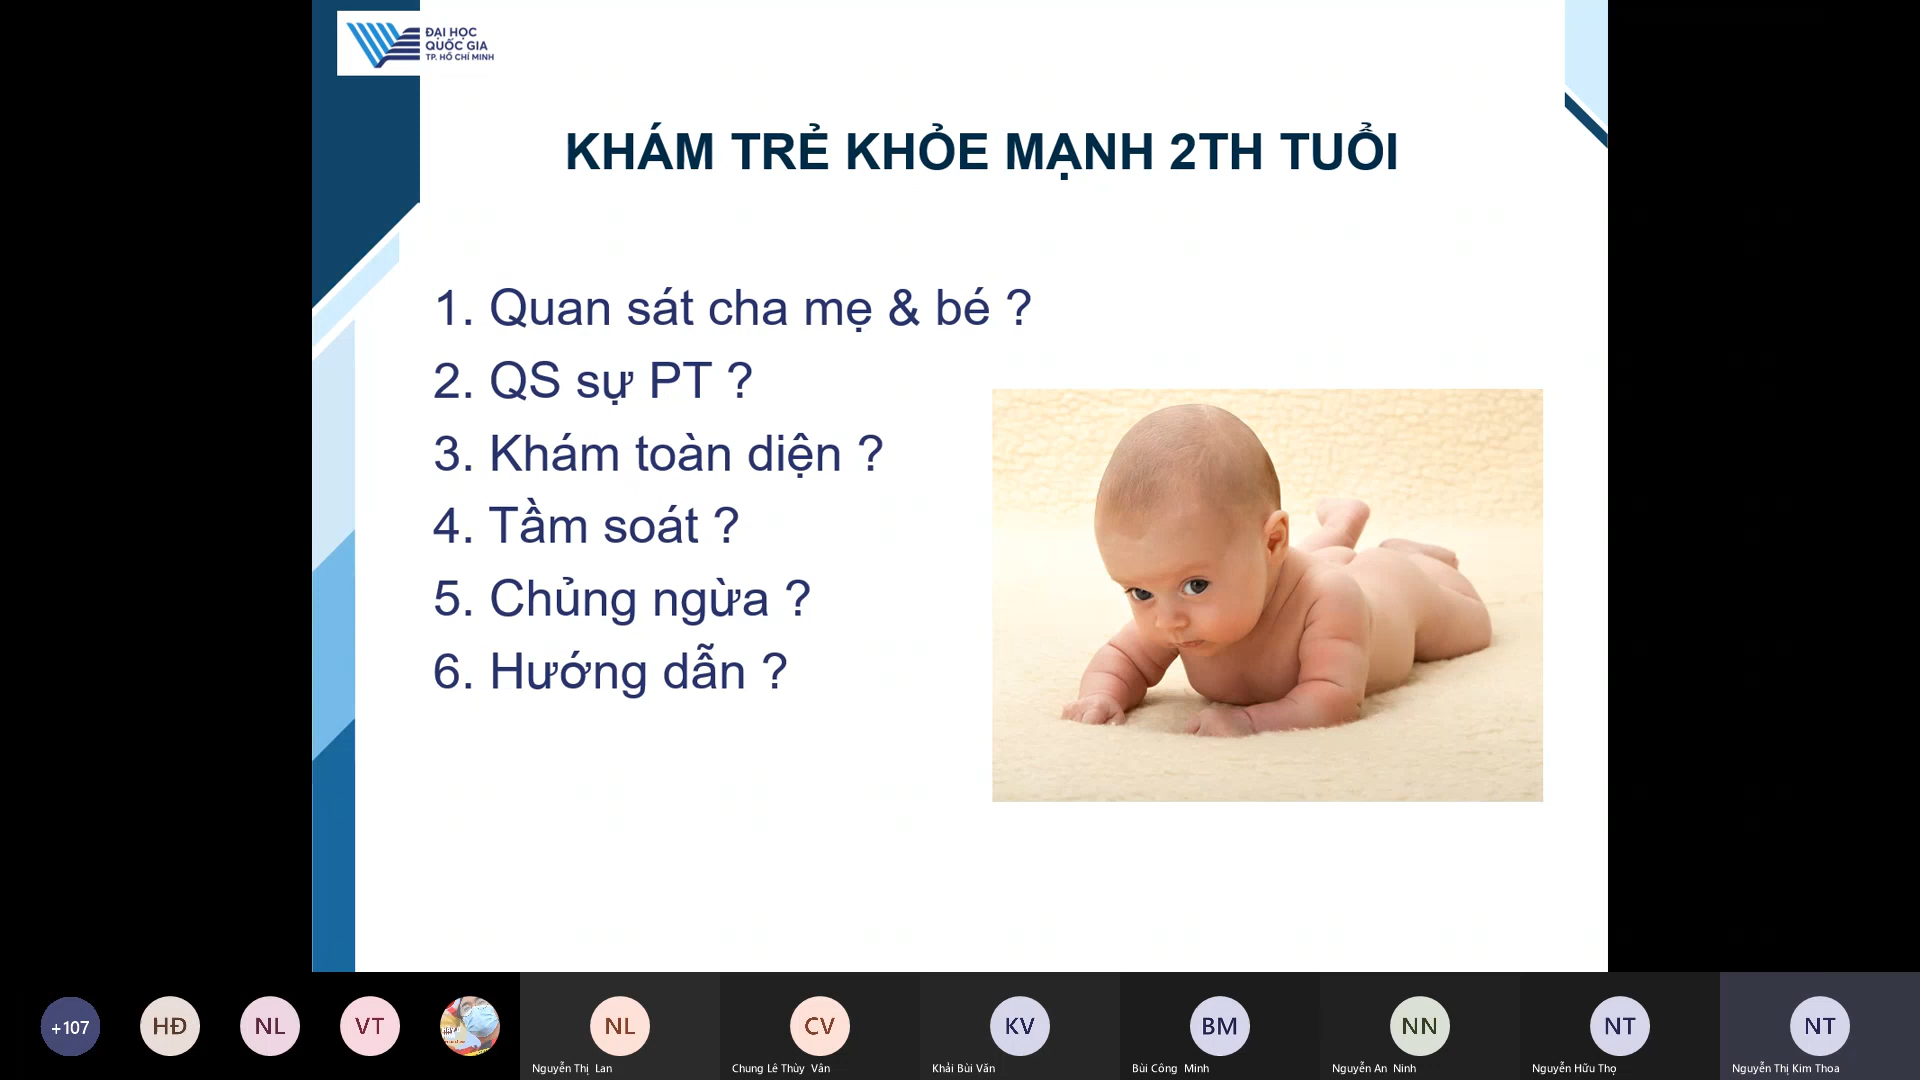 ĐẠI HỌC
QUỐC GIA
TP. HỒ CHÍ MINH
KHÁM TRẺ KHỎE MẠNH 2TH TUỔI
1. Quan sát cha mẹ & bé ?
2. QS sự PT ?
3. Khám toàn diện ?
4. Tầm soát ?
5. Chủng ngừa ?
6. Hướng dẫn ?
+107
HĐ
NL
VT
NL
CV
KV
BM
NN
NT
NT
Nguyễn Thị Lan
Chung Lê Thùy Vân
Khải Bùi Văn
Bùi Công Minh
Nguyễn An Ninh
Nguyễn Hữu Thọ
Nguyễn Thị Kim Thoa